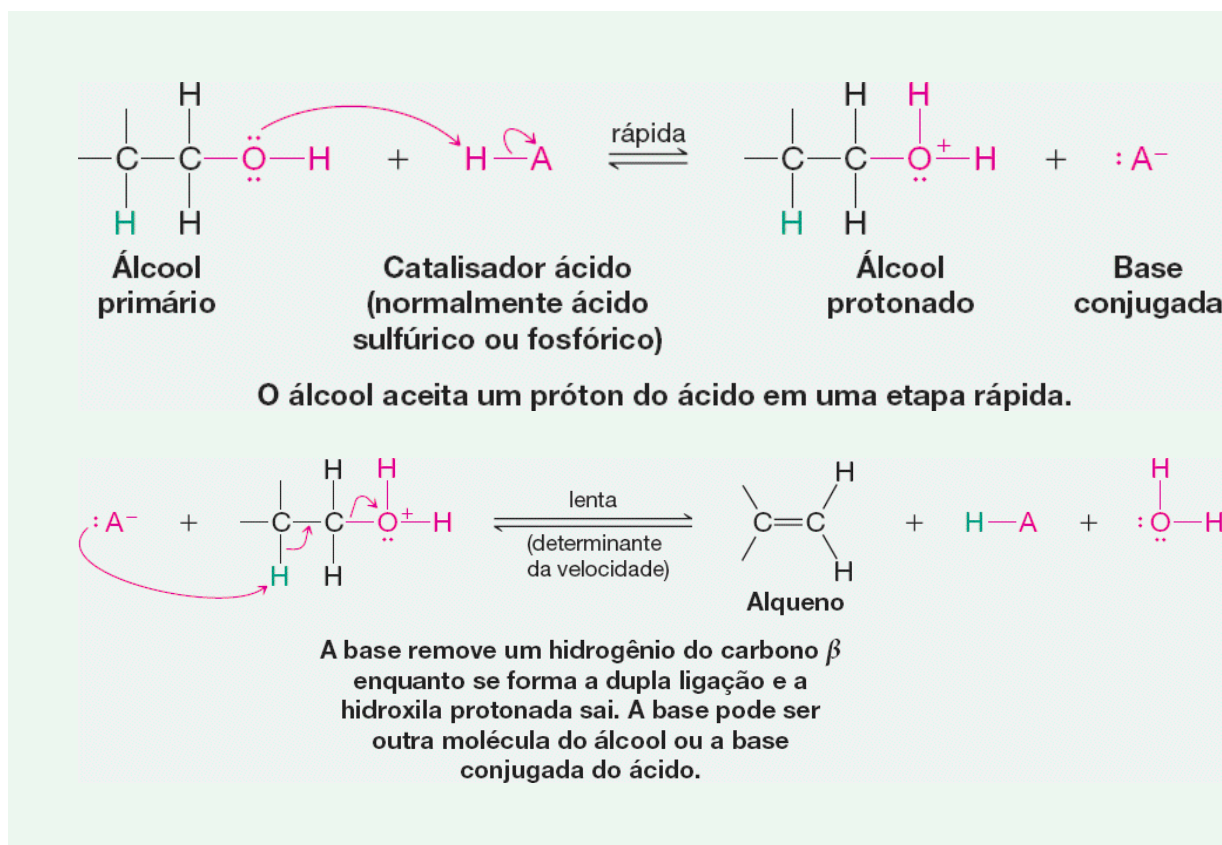 H H H
C C O H + H A rápida C C O+ H + :A−
H H H H
Álcool primário Catalisador ácido (normalmente ácido sulfúrico ou fosfórico) Álcool protonado Base conjugada
O álcool aceita um próton do ácido em uma etapa rápida.
H H H H
:A− + C C O+ H lenta (determinante da velocidade) C=C + H A + :O H
H H H
Alqueno
A base remove um hidrogênio do carbono β
enquanto se forma a dupla ligação e a
hidroxila protonada sai. A base pode ser
outra molécula do álcool ou a base
conjugada do ácido.